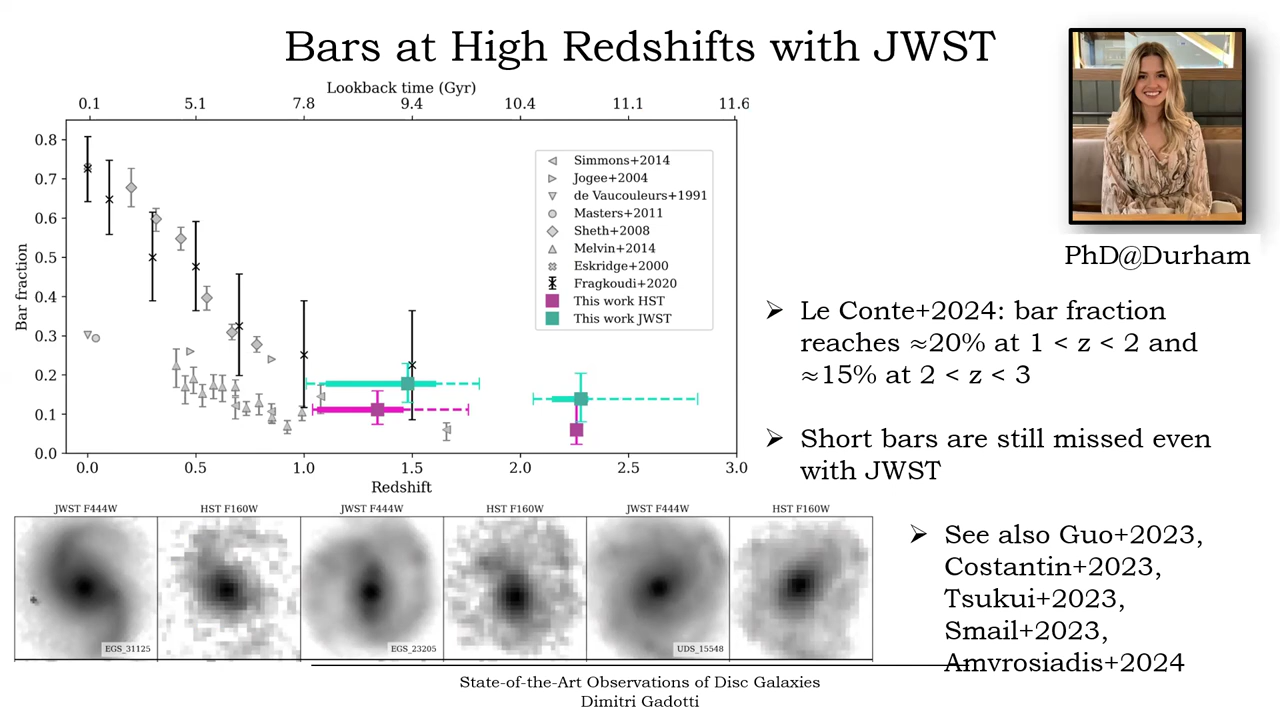 Bars at High Redshifts with JWST
Lookback time (Gyr)
0.1 5.1 7.8 9.4 10.4 11.1 11.6
Bar fraction
0.8
0.7
0.6
0.5
0.4
0.3
0.2
0.1
0.0
Simmons+2014
Jogee+2004
de Vaucouleurs+1991
Masters+2011
Sheth+2008
Melvin+2014
Eskridge+2000
Fragkoudi+2020
This work HST
This work JWST
0.0 0.5 1.0 1.5 2.0 2.5 3.0
Redshift
PhD@Durham
➢ Le Conte+2024: bar fraction
reaches ≈20% at 1 < z < 2 and
≈15% at 2 < z < 3
➢ Short bars are still missed even
with JWST
➢ See also Guo+2023,
Costantin+2023,
Tsukui+2023,
Smail+2023,
Amvrosiadis+2024
JWST F444W HST F160W JWST F444W HST F160W JWST F444W HST F160W
EGS_31125 EGS_23205 UDS_15548
State-of-the-Art Observations of Disc Galaxies
Dimitri Gadotti